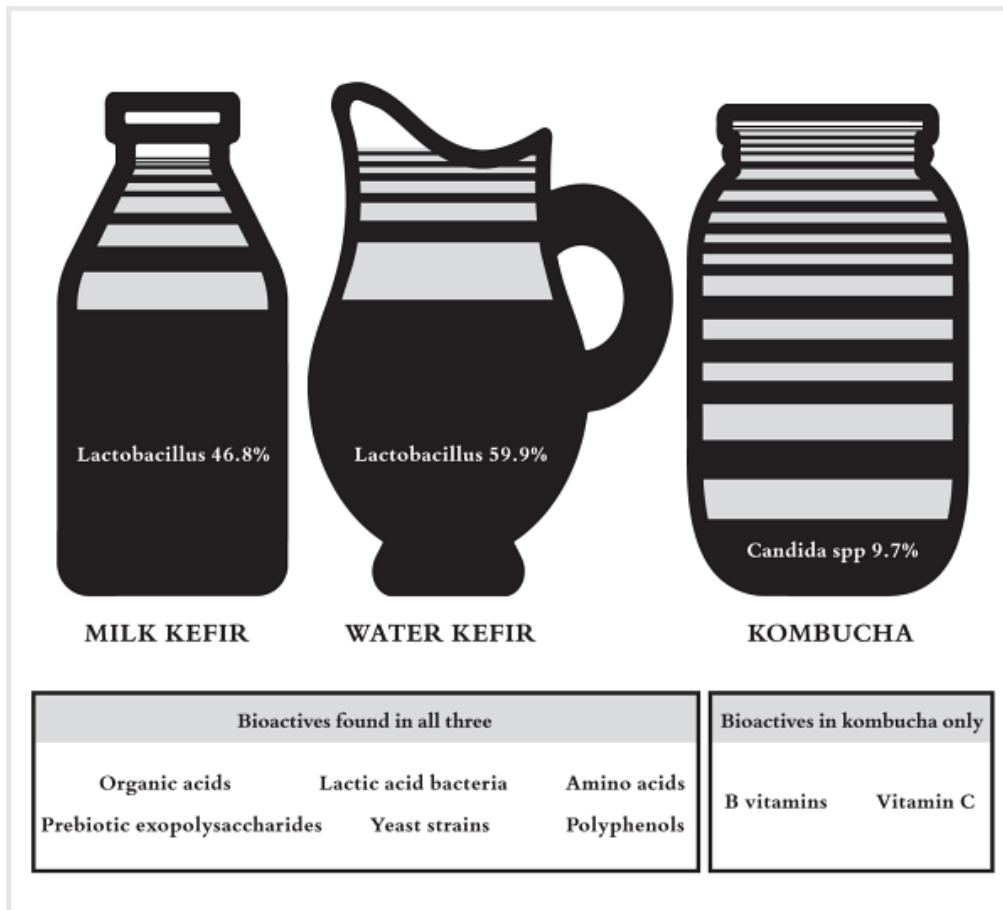 Lactobacillus 46.8%
Lactobacillus 59.9%
Candida spp 9.7%
MILK KEFIR
WATER KEFIR
KOMBUCHA
Bioactives found in all three
Organic acids
Lactic acid bacteria
Amino acids
Prebiotic exopolysaccharides
Yeast strains
Polyphenols
Bioactives in kombucha only
B vitamins
Vitamin C